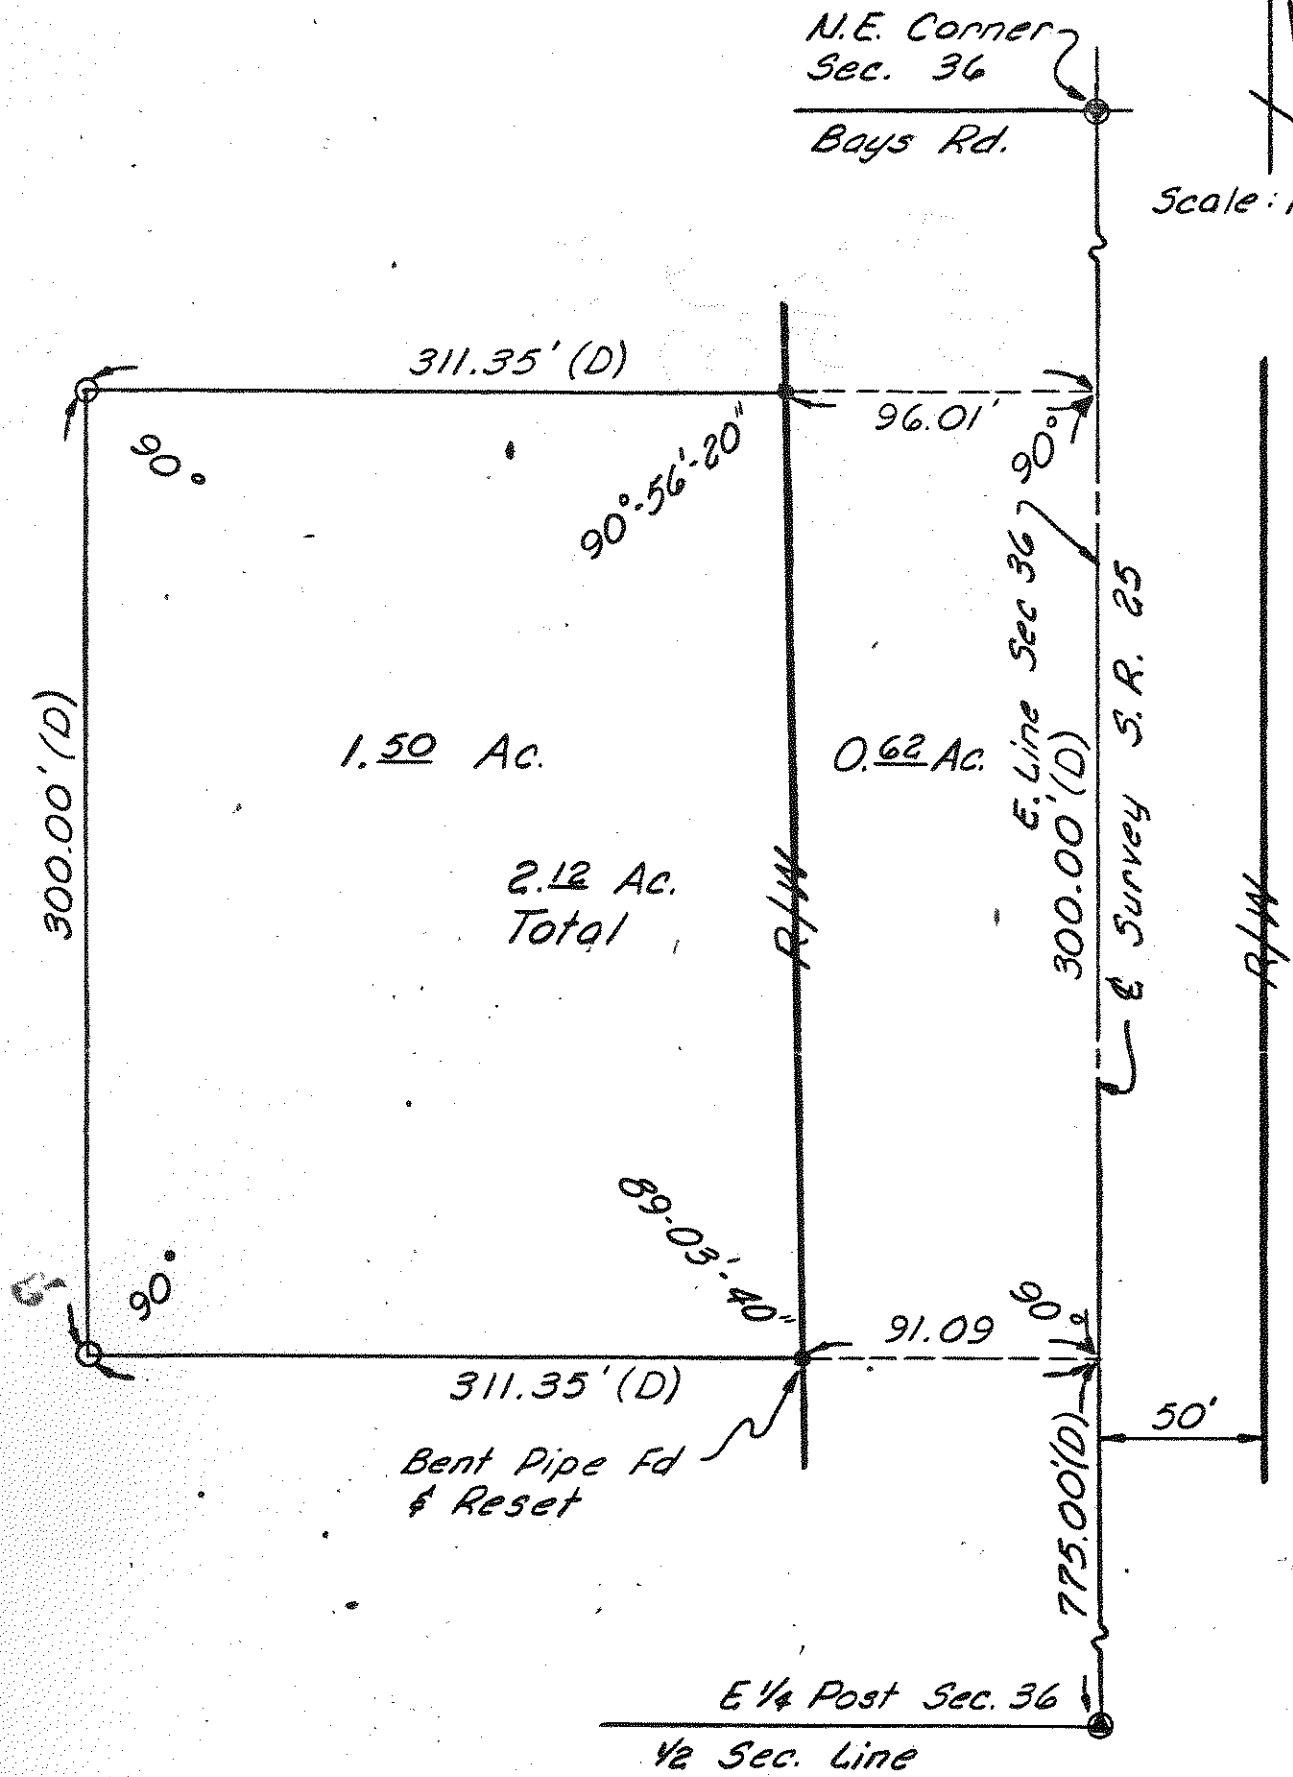 N.E. Corner
Sec. 36
Bays Rd.
Scale: 1
311.35' (D)
96.01'
90°
90°-56'-20"
90°
E. Line Sec 36
300.00' (D)
℄ Survey S.R. 25
300.00' (D)
1.50 Ac.
0.62 Ac.
2.12 Ac.
Total
R/W
R/W
89-03'-40"
90°
90°
91.09
311.35' (D)
50'
Bent Pipe Fd
& Reset
775.00' (D)
E 1/4 Post Sec. 36
1/2 Sec. Line